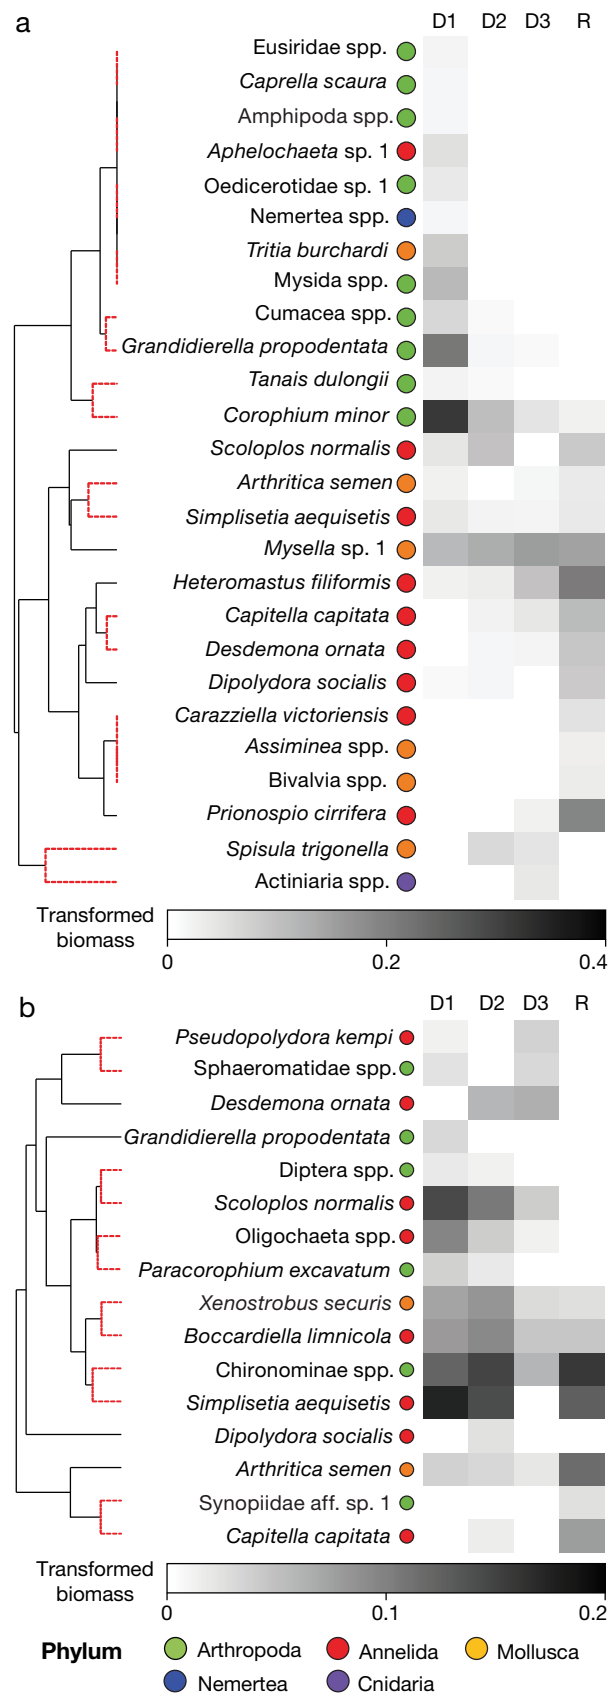 a
D1 D2 D3 R
Eusiridae spp.
Caprella scaura
Amphipoda spp.
Aphelochaeta sp. 1
Oedicerotidae sp. 1
Nemertea spp.
Tritia burchardi
Mysida spp.
Cumacea spp.
Grandidierella propodentata
Tanais dulongii
Corophium minor
Scoloplos normalis
Arthritica semen
Simplisetia aequisetis
Mysella sp. 1
Heteromastus filiformis
Capitella capitata
Desdemona ornata
Dipolydora socialis
Carazziella victoriensis
Assiminea spp.
Bivalvia spp.
Prionospio cirrifera
Spisula trigonella
Actiniaria spp.
Transformed
biomass
0 0.2 0.4
b
D1 D2 D3 R
Pseudopolydora kempi
Sphaeromatidae spp.
Desdemona ornata
Grandidierella propodentata
Diptera spp.
Scoloplos normalis
Oligochaeta spp.
Paracorophium excavatum
Xenostrobus securis
Boccardiella limnicola
Chironominae spp.
Simplisetia aequisetis
Dipolydora socialis
Arthritica semen
Synopiidae aff. sp. 1
Capitella capitata
Transformed
biomass
0 0.1 0.2
Phylum Arthropoda Annelida Mollusca
Nemertea Cnidaria